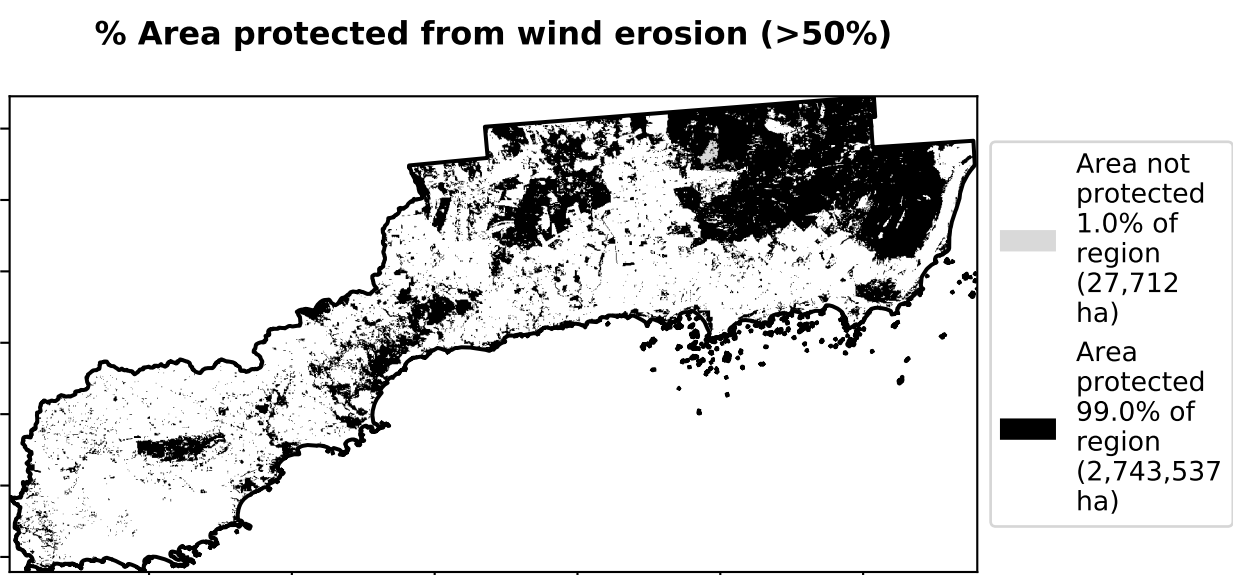 % Area protected from wind erosion (>50%)
Area not
protected
1.0% of
region
(27,712
ha)
Area
protected
99.0% of
region
(2,743,537
ha)